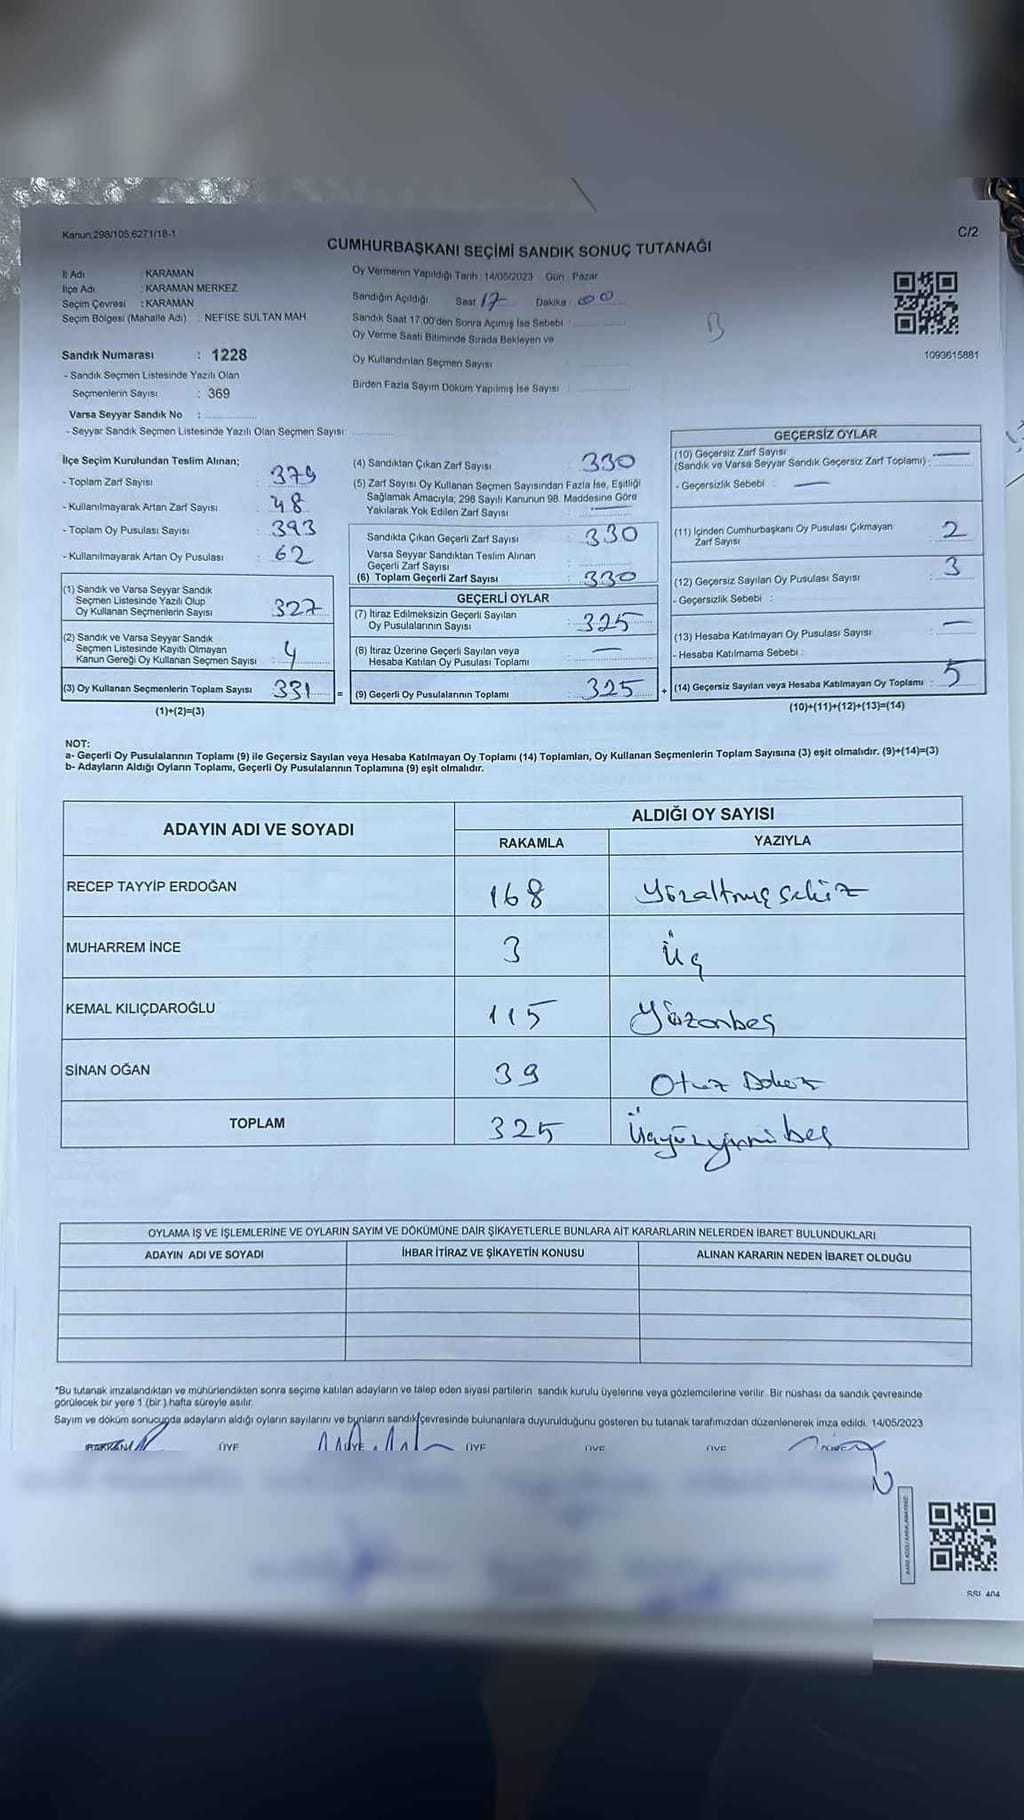 Kanun.298/105,6271/18-1
C/2
CUMHURBAŞKANI SEÇİMİ SANDIK SONUÇ TUTANAĞI
İl Adı : KARAMAN
İlçe Adı : KARAMAN MERKEZ
Seçim Çevresi : KARAMAN
Seçim Bölgesi (Mahalle Adı) : NEFİSE SULTAN MAH.
Oy Vermenin Yapıldığı Tarih : 14/05/2023 Gün : Pazar
Sandığın Açıldığı Saat 17 Dakika : 00
Sandık Saat 17:00'den Sonra Açımış İse Sebebi :
Oy Verme Saati Bitiminde Sırada Bekleyen ve
Oy Kullandırılan Seçmen Sayısı
Birden Fazla Sayım Döküm Yapılmış İse Sayısı :
1093615881
Sandık Numarası : 1228
- Sandık Seçmen Listesinde Yazılı Olan
Seçmenlerin Sayısı : 369
Varsa Seyyar Sandık No :
- Seyyar Sandık Seçmen Listesinde Yazılı Olan Seçmen Sayısı:
İlçe Seçim Kurulundan Teslim Alınan;
- Toplam Zarf Sayısı : 379
- Kullanılmayarak Artan Zarf Sayısı : 48
- Toplam Oy Pusulası Sayısı : 393
- Kullanılmayarak Artan Oy Pusulası : 62
(1) Sandık ve Varsa Seyyar Sandık
Seçmen Listesinde Yazılı Olup
Oy Kullanan Seçmenlerin Sayısı : 327
(2) Sandık ve Varsa Seyyar Sandık
Seçmen Listesinde Kayıtlı Olmayan
Kanun Gereği Oy Kullanan Seçmen Sayısı : 4
(3) Oy Kullanan Seçmenlerin Toplam Sayısı : 331
(1)+(2)=(3)
(4) Sandıktan Çıkan Zarf Sayısı : 330
(5) Zarf Sayısı Oy Kullanan Seçmen Sayısından Fazla İse, Eşitliği
Sağlamak Amacıyla; 298 Sayılı Kanunun 98. Maddesine Göre
Yakılarak Yok Edilen Zarf Sayısı : —
Sandıkta Çıkan Geçerli Zarf Sayısı : 330
Varsa Seyyar Sandıktan Teslim Alınan
Geçerli Zarf Sayısı :
(6) Toplam Geçerli Zarf Sayısı : 330
GEÇERLİ OYLAR
(7) İtiraz Edilmeksizin Geçerli Sayılan
Oy Pusulalarının Sayısı : 325
(8) İtiraz Üzerine Geçerli Sayılan veya
Hesaba Katılan Oy Pusulası Toplamı : —
= (9) Geçerli Oy Pusulalarının Toplamı : 325 +
GEÇERSİZ OYLAR
(10) Geçersiz Zarf Sayısı
(Sandık ve Varsa Seyyar Sandık Geçersiz Zarf Toplamı) : —
- Geçersizlik Sebebi : —
(11) İçinden Cumhurbaşkanı Oy Pusulası Çıkmayan
Zarf Sayısı : 2
(12) Geçersiz Sayılan Oy Pusulası Sayısı : 3
- Geçersizlik Sebebi :
(13) Hesaba Katılmayan Oy Pusulası Sayısı : —
- Hesaba Katılmama Sebebi :
(14) Geçersiz Sayılan veya Hesaba Katılmayan Oy Toplamı : 5
(10)+(11)+(12)+(13)=(14)
NOT:
a- Geçerli Oy Pusulalarının Toplamı (9) ile Geçersiz Sayılan veya Hesaba Katılmayan Oy Toplamı (14) Toplamları, Oy Kullanan Seçmenlerin Toplam Sayısına (3) eşit olmalıdır. (9)+(14)=(3)
b- Adayların Aldığı Oyların Toplamı, Geçerli Oy Pusulalarının Toplamına (9) eşit olmalıdır.
ADAYIN ADI VE SOYADI
ALDIĞI OY SAYISI
RAKAMLA YAZIYLA
RECEP TAYYİP ERDOĞAN 168 Yüzaltmışsekiz
MUHARREM İNCE 3 Üç
KEMAL KILIÇDAROĞLU 115 Yüzonbeş
SİNAN OĞAN 39 Otuz Dokuz
TOPLAM 325 Üçyüzyirmibeş
OYLAMA İŞ VE İŞLEMLERİNE VE OYLARIN SAYIM VE DÖKÜMÜNE DAİR ŞİKAYETLERLE BUNLARA AİT KARARLARIN NELERDEN İBARET BULUNDUKLARI
ADAYIN ADI VE SOYADI İHBAR İTİRAZ VE ŞİKAYETİN KONUSU ALINAN KARARIN NEDEN İBARET OLDUĞU
*Bu tutanak imzalandıktan ve mühürlendikten sonra seçime katılan adayların ve talep eden siyasi partilerin sandık kurulu üyelerine veya gözlemcilerine verilir. Bir nüshası da sandık çevresinde
görülecek bir yere 1 (bir) hafta süreyle asılır.
Sayım ve döküm sonucunda adayların aldığı oyların sayılarını ve bunların sandık çevresinde bulunanlara duyurulduğunu gösteren bu tutanak tarafımızdan düzenlenerek imza edildi. 14/05/2023
BAŞKAN ÜYE ÜYE ÜYE ÜYE ÜYE